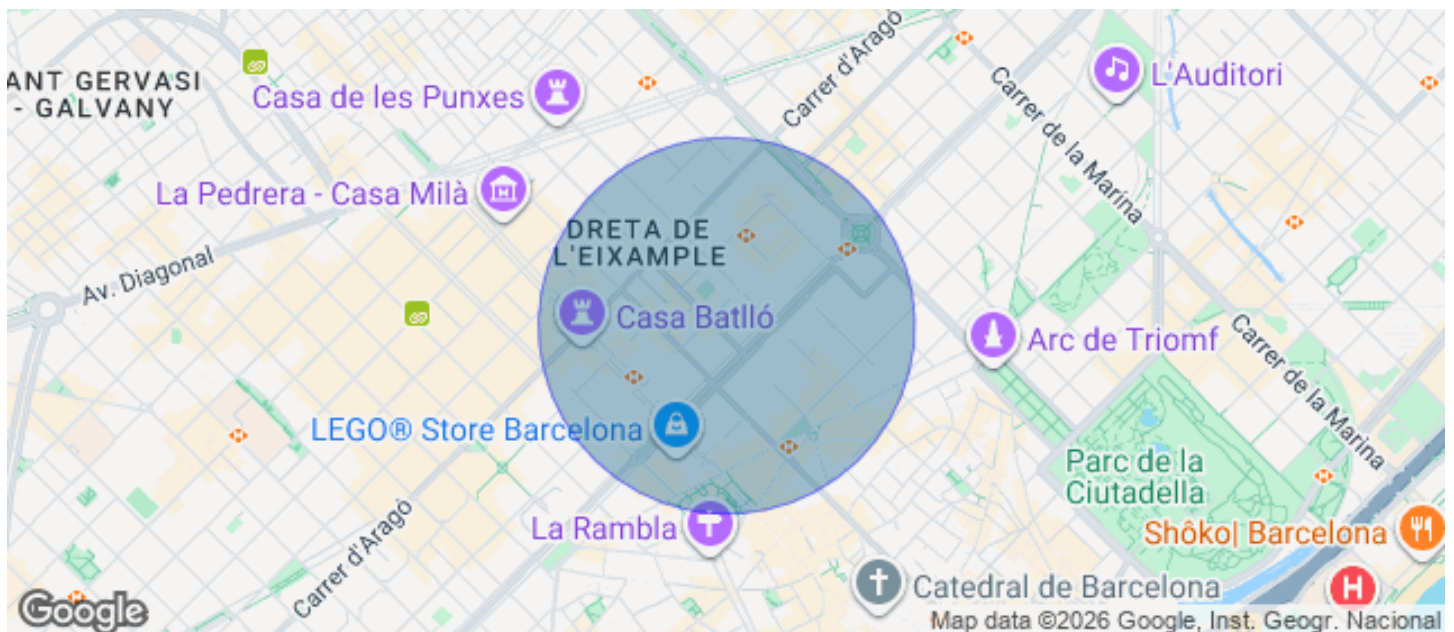 ANT GERVASI
- GALVANY
Casa de les Punxes
Carrer d'Aragó
L'Auditori
Carrer de la Marina
La Pedrera - Casa Milà
DRETA DE
L'EIXAMPLE
Av. Diagonal
Casa Batlló
Arc de Triomf
Carrer de la Marina
LEGO® Store Barcelona
Parc de la
Ciutadella
La Rambla
Shôko| Barcelona
Carrer d'Aragó
Catedral de Barcelona
H
Google
Map data ©2026 Google, Inst. Geogr. Nacional